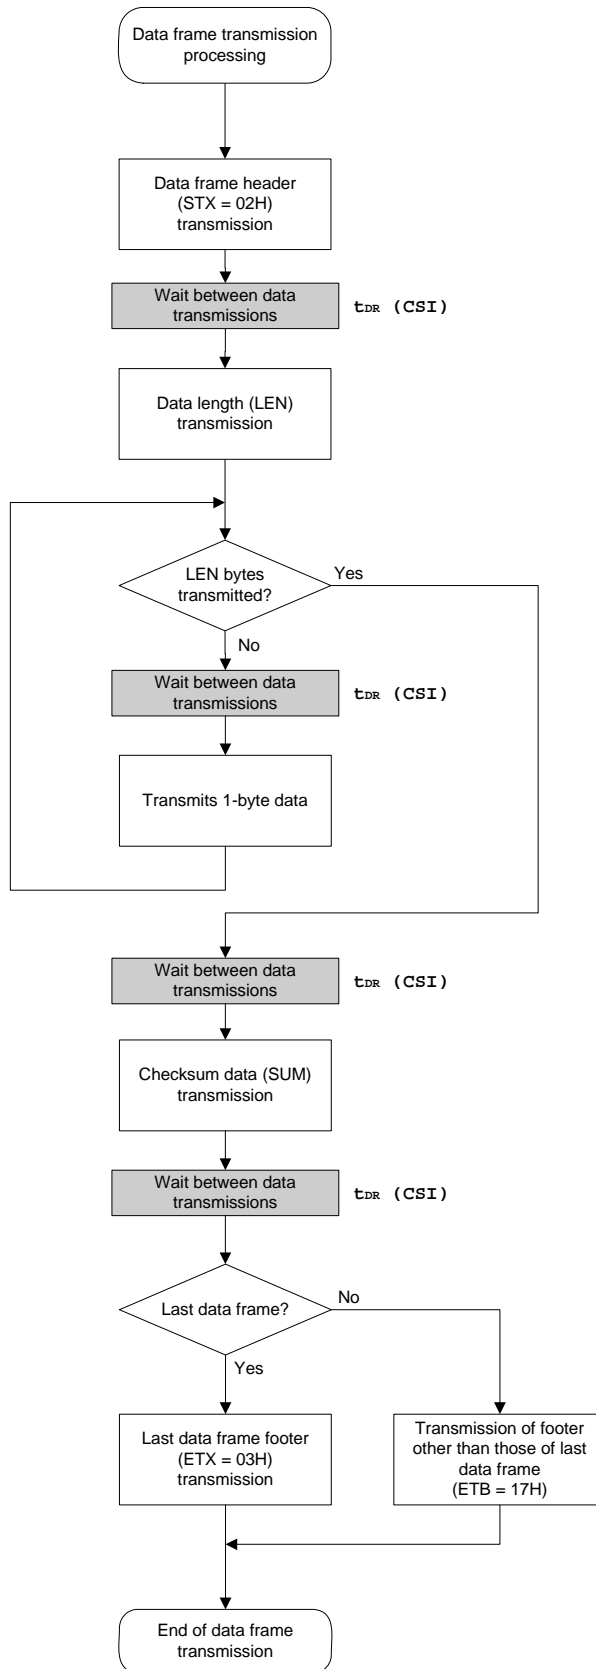 Data frame transmission
processing
Data frame header
(STX = 02H)
transmission
Wait between data
transmissions
tDR (CSI)
Data length (LEN)
transmission
LEN bytes
transmitted?
Yes
No
Wait between data
transmissions
tDR (CSI)
Transmits 1-byte data
Wait between data
transmissions
tDR (CSI)
Checksum data (SUM)
transmission
Wait between data
transmissions
tDR (CSI)
Last data frame?
No
Yes
Last data frame footer
(ETX = 03H)
transmission
Transmission of footer
other than those of last
data frame
(ETB = 17H)
End of data frame
transmission